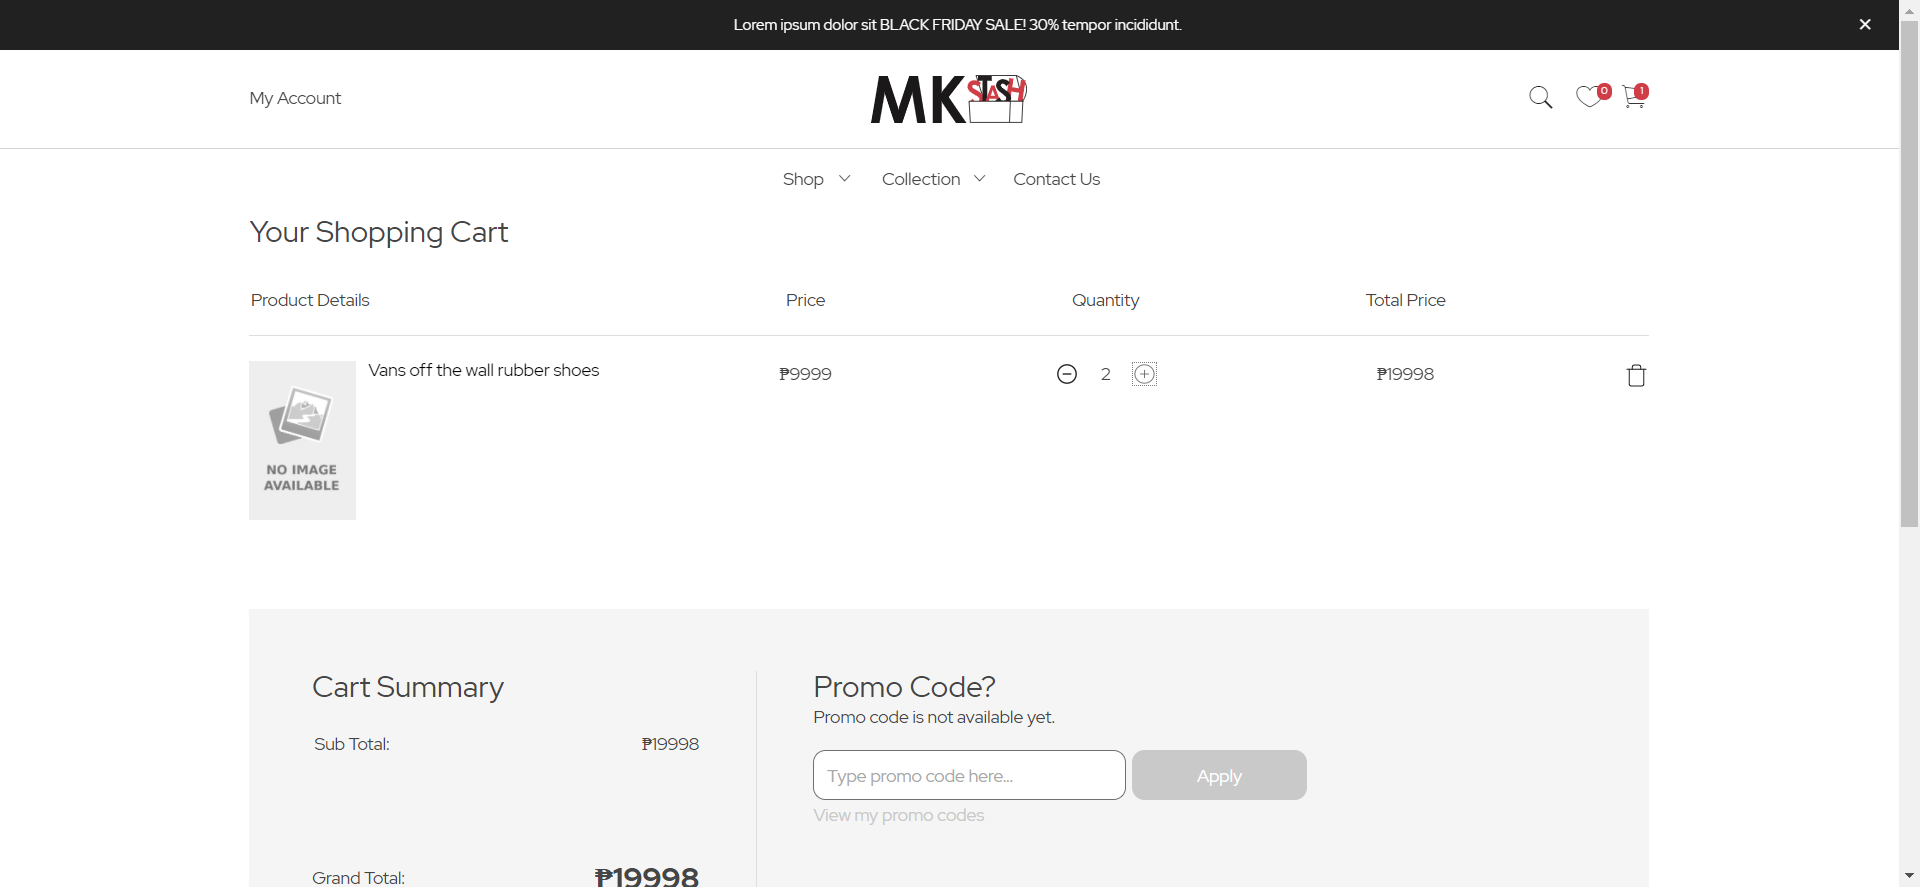 Lorem ipsum dolor sit BLACK FRIDAY SALE! 30% tempor incididunt.
My Account
MK STASH
0
1
Shop
Collection
Contact Us
Your Shopping Cart
Product Details
Price
Quantity
Total Price
Vans off the wall rubber shoes
₱9999
2
₱19998
NO IMAGE
AVAILABLE
Cart Summary
Sub Total:
₱19998
Grand Total:
₱19998
Promo Code?
Promo code is not available yet.
Type promo code here...
Apply
View my promo codes